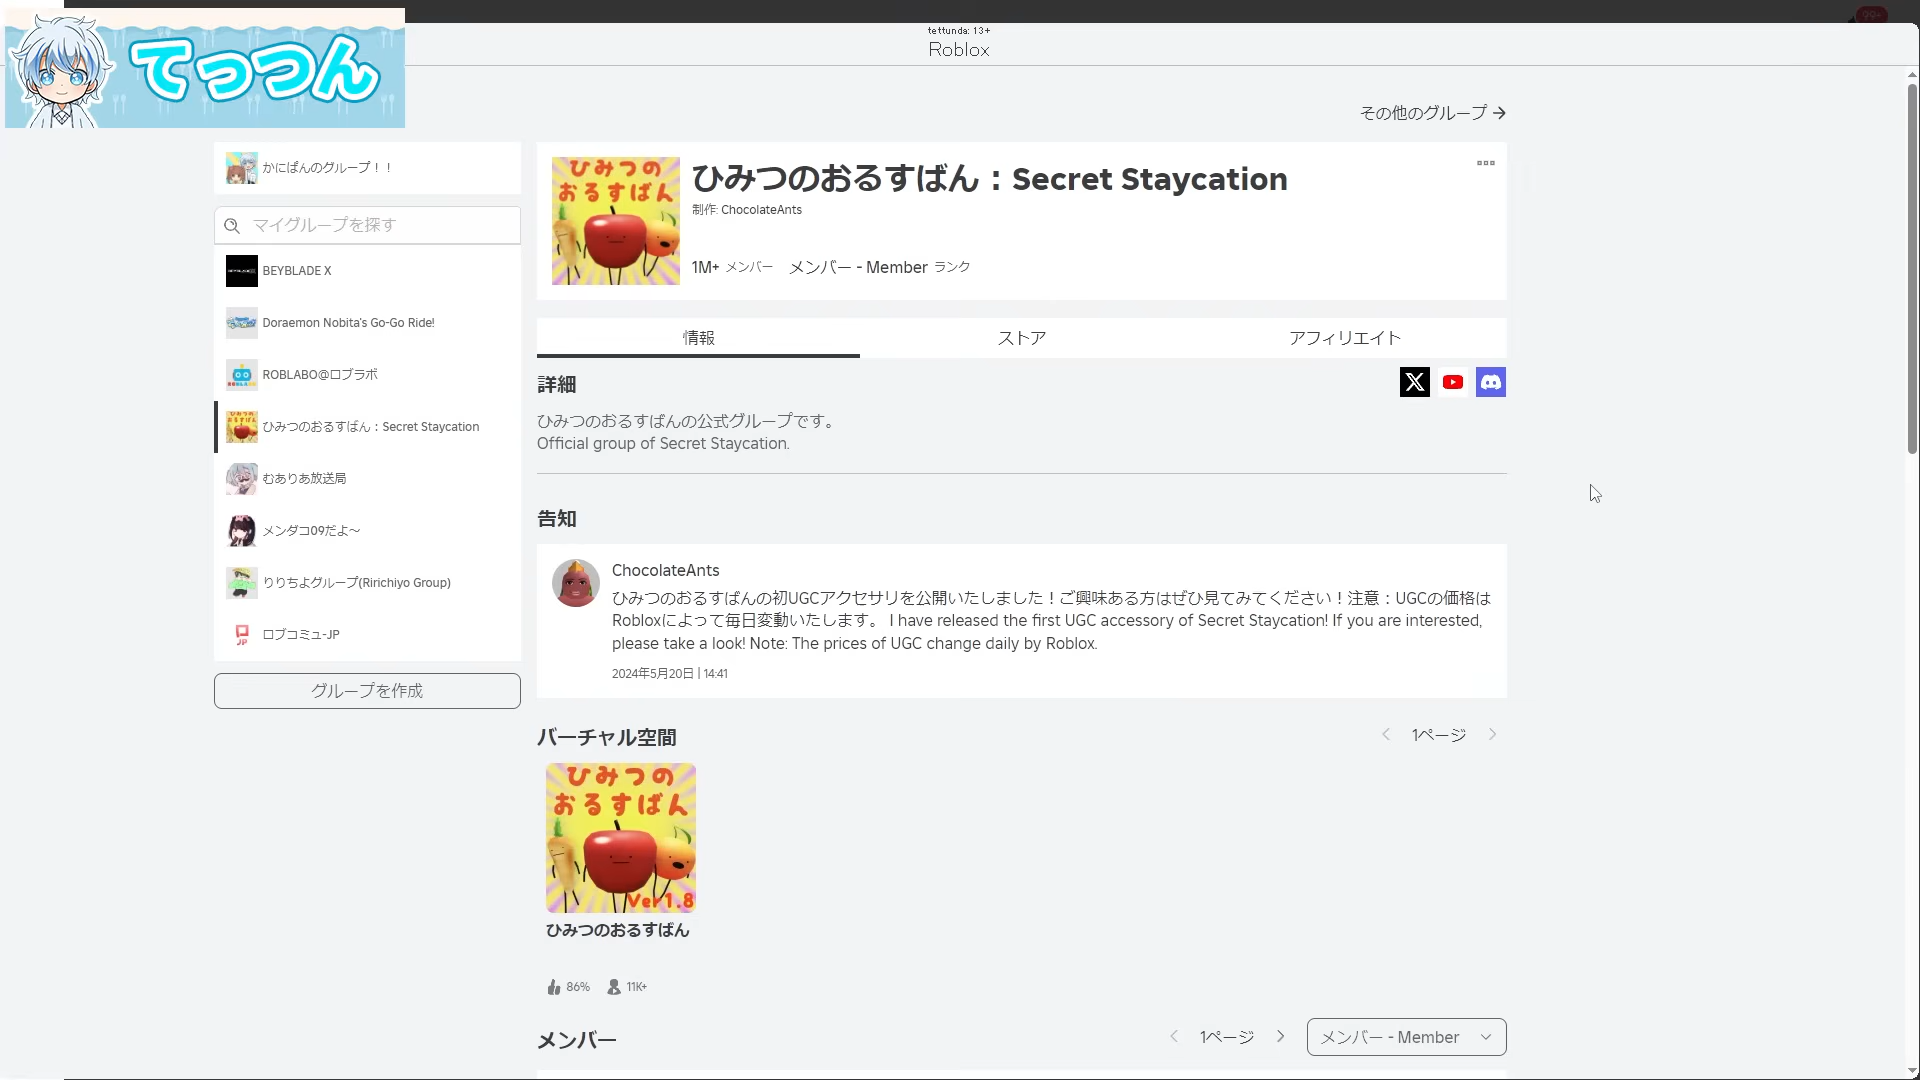 てっつん
99+
tettunda: 13+
Roblox
その他のグループ
かにぱんのグループ！！
マイグループを探す
BEYBLADE X
Doraemon Nobita's Go-Go Ride!
ROBLABO@ロブラボ
ひみつのおるすばん：Secret Staycation
むありあ放送局
メンダコ09だよ〜
りりちよグループ(Ririchiyo Group)
ロブコミュ-JP
グループを作成
ひみつの
おるすばん
ひみつのおるすばん：Secret Staycation
制作: ChocolateAnts
1M+ メンバー メンバー - Member ランク
情報
ストア
アフィリエイト
詳細
ひみつのおるすばんの公式グループです。
Official group of Secret Staycation.
告知
ChocolateAnts
ひみつのおるすばんの初UGCアクセサリを公開いたしました！ご興味ある方はぜひ見てみてください！注意：UGCの価格は
Robloxによって毎日変動いたします。 I have released the first UGC accessory of Secret Staycation! If you are interested,
please take a look! Note: The prices of UGC change daily by Roblox.
2024年5月20日 | 14:41
バーチャル空間
1ページ
ひみつの
おるすばん
Ver1.8
ひみつのおるすばん
86% 11K+
メンバー
1ページ
メンバー - Member